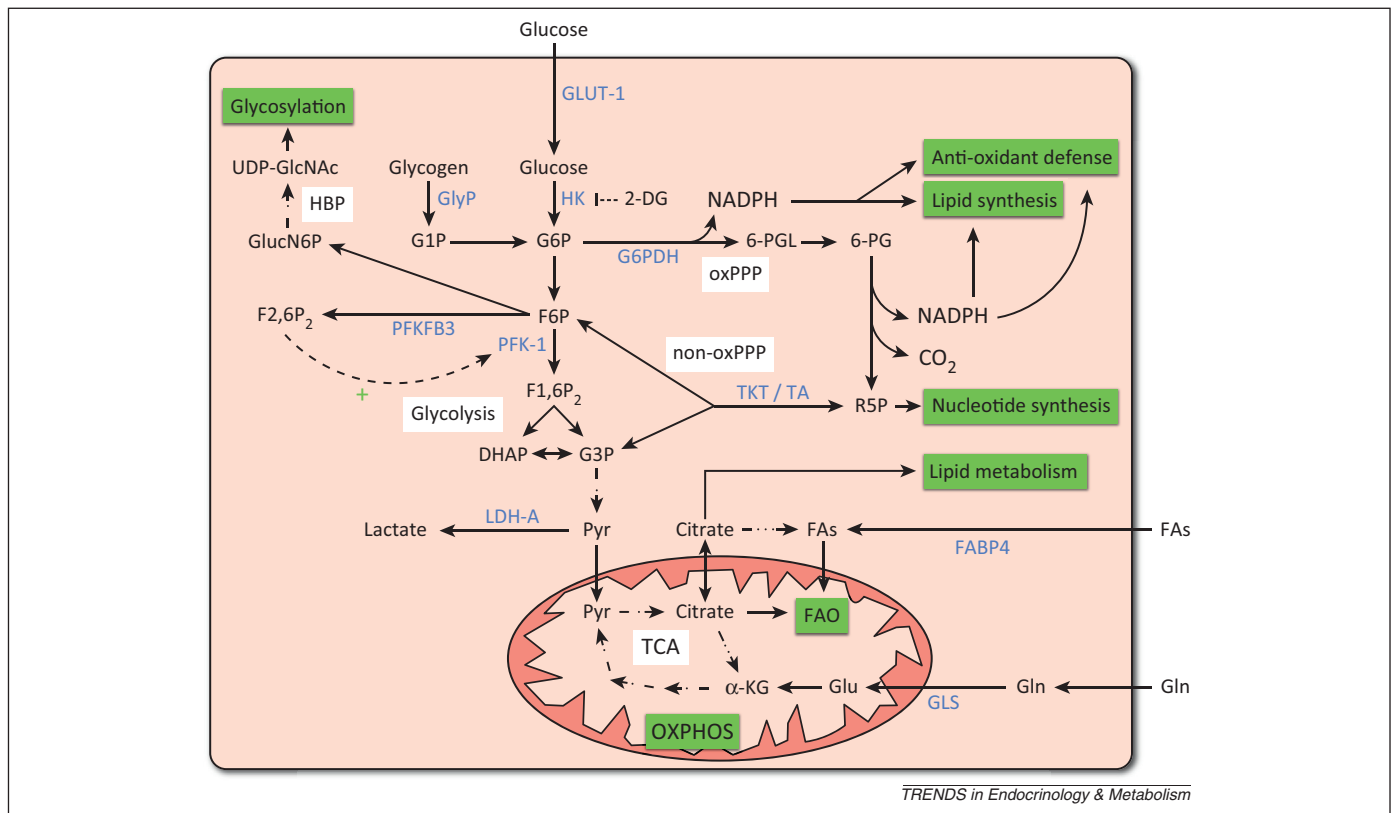 Glucose
GLUT-1
Glycosylation
Anti-oxidant defense
UDP-GlcNAc
Glycogen
Glucose
HBP
GlyP
HK
2-DG
NADPH
Lipid synthesis
GlucN6P
G1P
G6P
G6PDH
6-PGL
6-PG
oxPPP
F2,6P2
PFKFB3
F6P
NADPH
PFK-1
non-oxPPP
CO2
+
F1,6P2
Glycolysis
TKT / TA
R5P
Nucleotide synthesis
DHAP
G3P
Lipid metabolism
Lactate
LDH-A
Pyr
Citrate
FAs
FABP4
FAs
Pyr
Citrate
FAO
TCA
α-KG
Glu
GLS
Gln
Gln
OXPHOS
TRENDS in Endocrinology & Metabolism